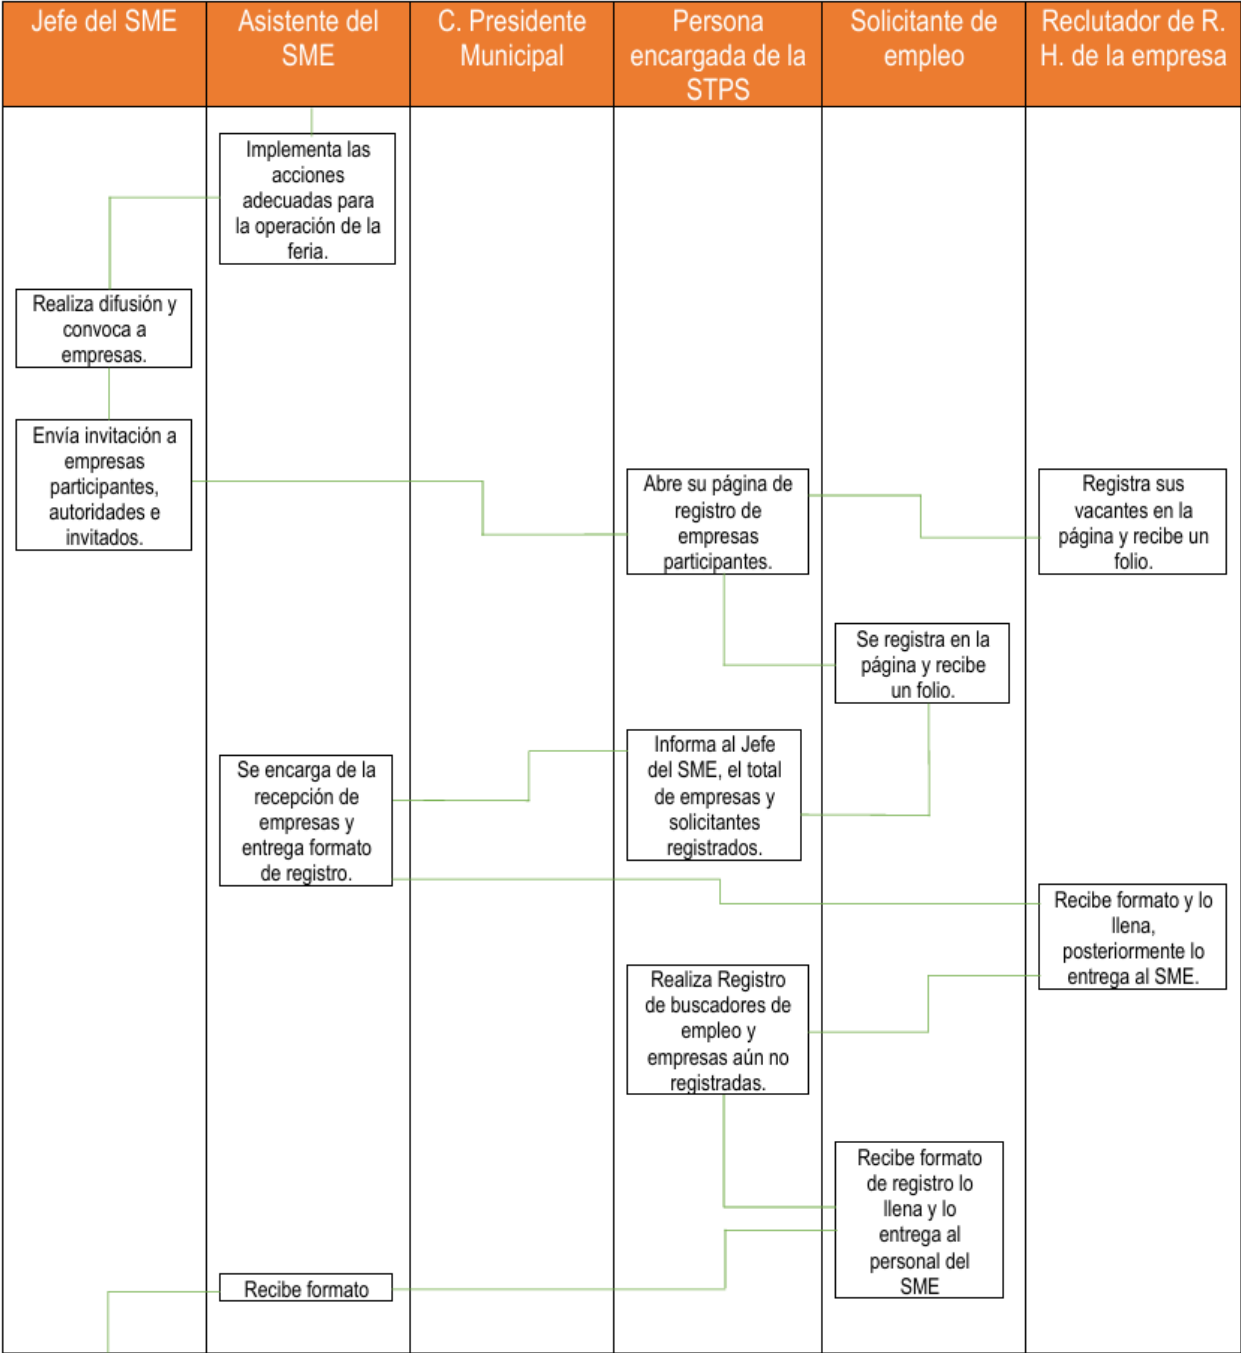 Jefe del SME
Asistente del
SME
C. Presidente
Municipal
Persona
encargada de la
STPS
Solicitante de
empleo
Reclutador de R.
H. de la empresa
Implementa las
acciones
adecuadas para
la operación de la
feria.
Realiza difusión y
convoca a
empresas.
Envía invitación a
empresas
participantes,
autoridades e
invitados.
Abre su página de
registro de
empresas
participantes.
Registra sus
vacantes en la
página y recibe un
folio.
Se registra en la
página y recibe
un folio.
Informa al Jefe
del SME, el total
de empresas y
solicitantes
registrados.
Se encarga de la
recepción de
empresas y
entrega formato
de registro.
Recibe formato y lo
llena,
posteriormente lo
entrega al SME.
Realiza Registro
de buscadores de
empleo y
empresas aún no
registradas.
Recibe formato
de registro lo
llena y lo
entrega al
personal del
SME
Recibe formato